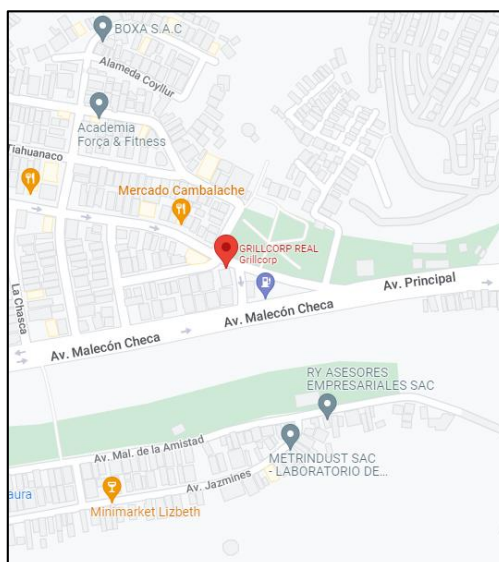 BOXA S.A.C
Alameda Coyllur
Academia
Força & Fitness
Tiahuanaco
Mercado Cambalache
GRILLCORP REAL
Grillcorp
La Chasca
Av. Malecón Checa
Av. Malecón Checa
Av. Principal
RY ASESORES
EMPRESARIALES SAC
Av. Mal. de la Amistad
METRINDUST SAC
- LABORATORIO DE...
Av. Jazmines
aura
Minimarket Lizbeth